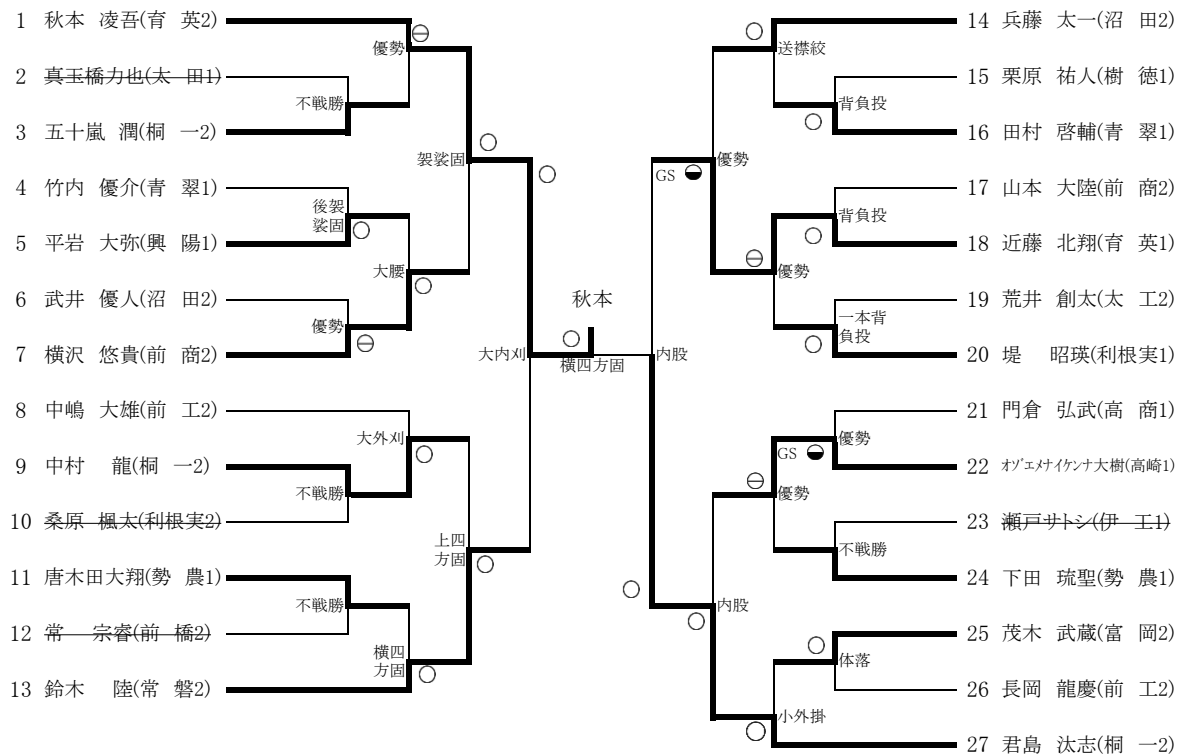 1 秋本 凌吾(育 英2)
2 真玉橋力也(太 田1)
3 五十嵐 潤(桐 一2)
4 竹内 優介(青 翠1)
5 平岩 大弥(興 陽1)
6 武井 優人(沼 田2)
7 横沢 悠貴(前 商2)
8 中嶋 大雄(前 工2)
9 中村 龍(桐 一2)
10 桑原 楓太(利根実2)
11 唐木田大翔(勢 農1)
12 常 宗睿(前 橋2)
13 鈴木 陸(常 磐2)
優勢
不戦勝
後袈
裟固
大腰
優勢
袈裟固
大外刈
不戦勝
上四
方固
不戦勝
横四
方固
大内刈
秋本
横四方固
内股
GS
優勢
送襟絞
背負投
背負投
優勢
一本背
負投
GS
優勢
優勢
不戦勝
内股
体落
小外掛
14 兵藤 太一(沼 田2)
15 栗原 祐人(樹 徳1)
16 田村 啓輔(青 翠1)
17 山本 大陸(前 商2)
18 近藤 北翔(育 英1)
19 荒井 創太(太 工2)
20 堤 昭瑛(利根実1)
21 門倉 弘武(高 商1)
22 オゾエメナイケンナ大樹(高崎1)
23 瀬戸サトシ(伊 工1)
24 下田 琉聖(勢 農1)
25 茂木 武蔵(富 岡2)
26 長岡 龍慶(前 工2)
27 君島 汰志(桐 一2)